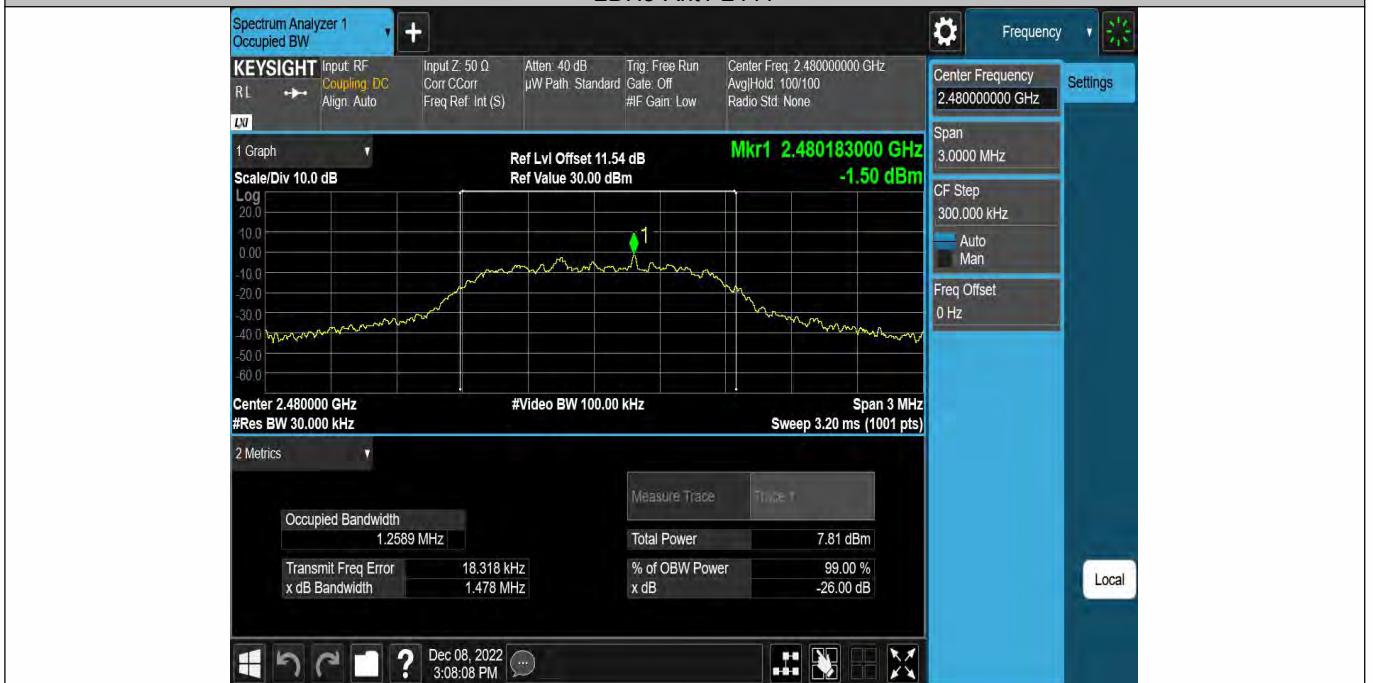 Spectrum Analyzer 1
Occupied BW
+
Frequency
KEYSIGHT
RL
LXI
Input: RF
Coupling: DC
Align: Auto
Input Z: 50 Ω
Corr CCorr
Freq Ref: Int (S)
Atten: 40 dB
µW Path: Standard
Trig: Free Run
Gate: Off
#IF Gain: Low
Center Freq: 2.480000000 GHz
Avg|Hold: 100/100
Radio Std: None
Center Frequency
2.480000000 GHz
Settings
Span
3.0000 MHz
CF Step
300.000 kHz
Auto
Man
Freq Offset
0 Hz
Local
1 Graph
Scale/Div 10.0 dB
Ref Lvl Offset 11.54 dB
Ref Value 30.00 dBm
Mkr1 2.480183000 GHz
-1.50 dBm
Log
20.0
10.0
0.00
-10.0
-20.0
-30.0
-40.0
-50.0
-60.0
1
Center 2.480000 GHz
#Video BW 100.00 kHz
Span 3 MHz
#Res BW 30.000 kHz
Sweep 3.20 ms (1001 pts)
2 Metrics
Measure Trace
Trace 1
Occupied Bandwidth
1.2589 MHz
Total Power 7.81 dBm
Transmit Freq Error 18.318 kHz
% of OBW Power 99.00 %
x dB Bandwidth 1.478 MHz
x dB -26.00 dB
?
Dec 08, 2022
3:08:08 PM